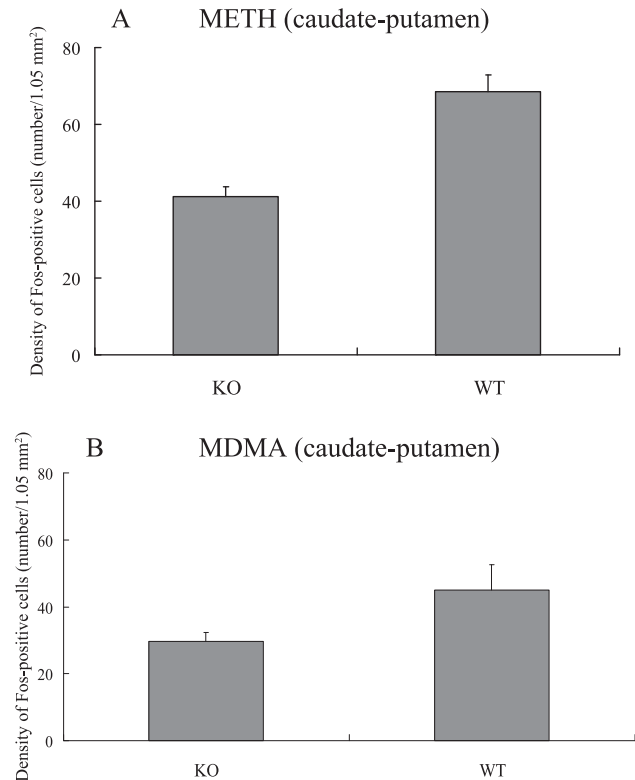 A METH (caudate-putamen)
Density of Fos-positive cells (number/1.05 mm²)
80
60
40
20
0
KO WT
B MDMA (caudate-putamen)
Density of Fos-positive cells (number/1.05 mm²)
80
60
40
20
0
KO WT